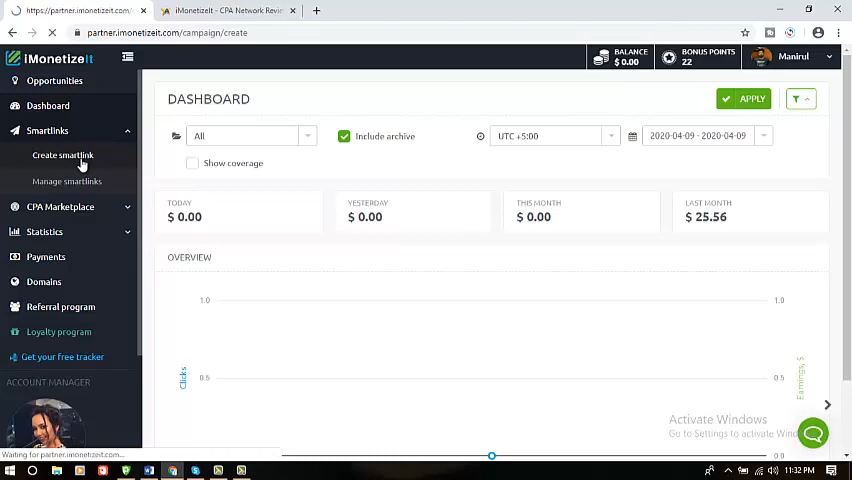 https://partner.imonetizeit.com/
iMonetizeIt - CPA Network Revie
partner.imonetizeit.com/campaign/create
iMonetizeIt
BALANCE
$ 0.00
BONUS POINTS
22
Manirul
Opportunities
Dashboard
Smartlinks
Create smartlink
Manage smartlinks
CPA Marketplace
Statistics
Payments
Domains
Referral program
Loyalty program
Get your free tracker
ACCOUNT MANAGER
DASHBOARD
APPLY
All
Include archive
UTC +5:00
2020-04-09 - 2020-04-09
Show coverage
TODAY
$ 0.00
YESTERDAY
$ 0.00
THIS MONTH
$ 0.00
LAST MONTH
$ 25.56
OVERVIEW
1.0
1.0
0.5
0.5
0.0
Clicks
Earnings, $
Activate Windows
Go to Settings to activate Wind
Waiting for partner.imonetizeit.com...
11:32 PM